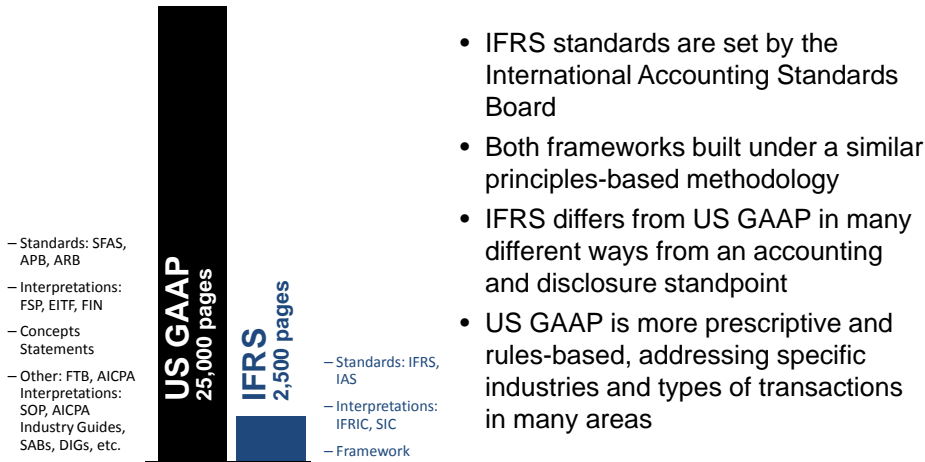 – Standards: SFAS,
APB, ARB
– Interpretations:
FSP, EITF, FIN
– Concepts
Statements
– Other: FTB, AICPA
Interpretations:
SOP, AICPA
Industry Guides,
SABs, DIGs, etc.
US GAAP
25,000 pages
IFRS
2,500 pages
– Standards: IFRS,
IAS
– Interpretations:
IFRIC, SIC
– Framework
• IFRS standards are set by the
International Accounting Standards
Board
• Both frameworks built under a similar
principles-based methodology
• IFRS differs from US GAAP in many
different ways from an accounting
and disclosure standpoint
• US GAAP is more prescriptive and
rules-based, addressing specific
industries and types of transactions
in many areas